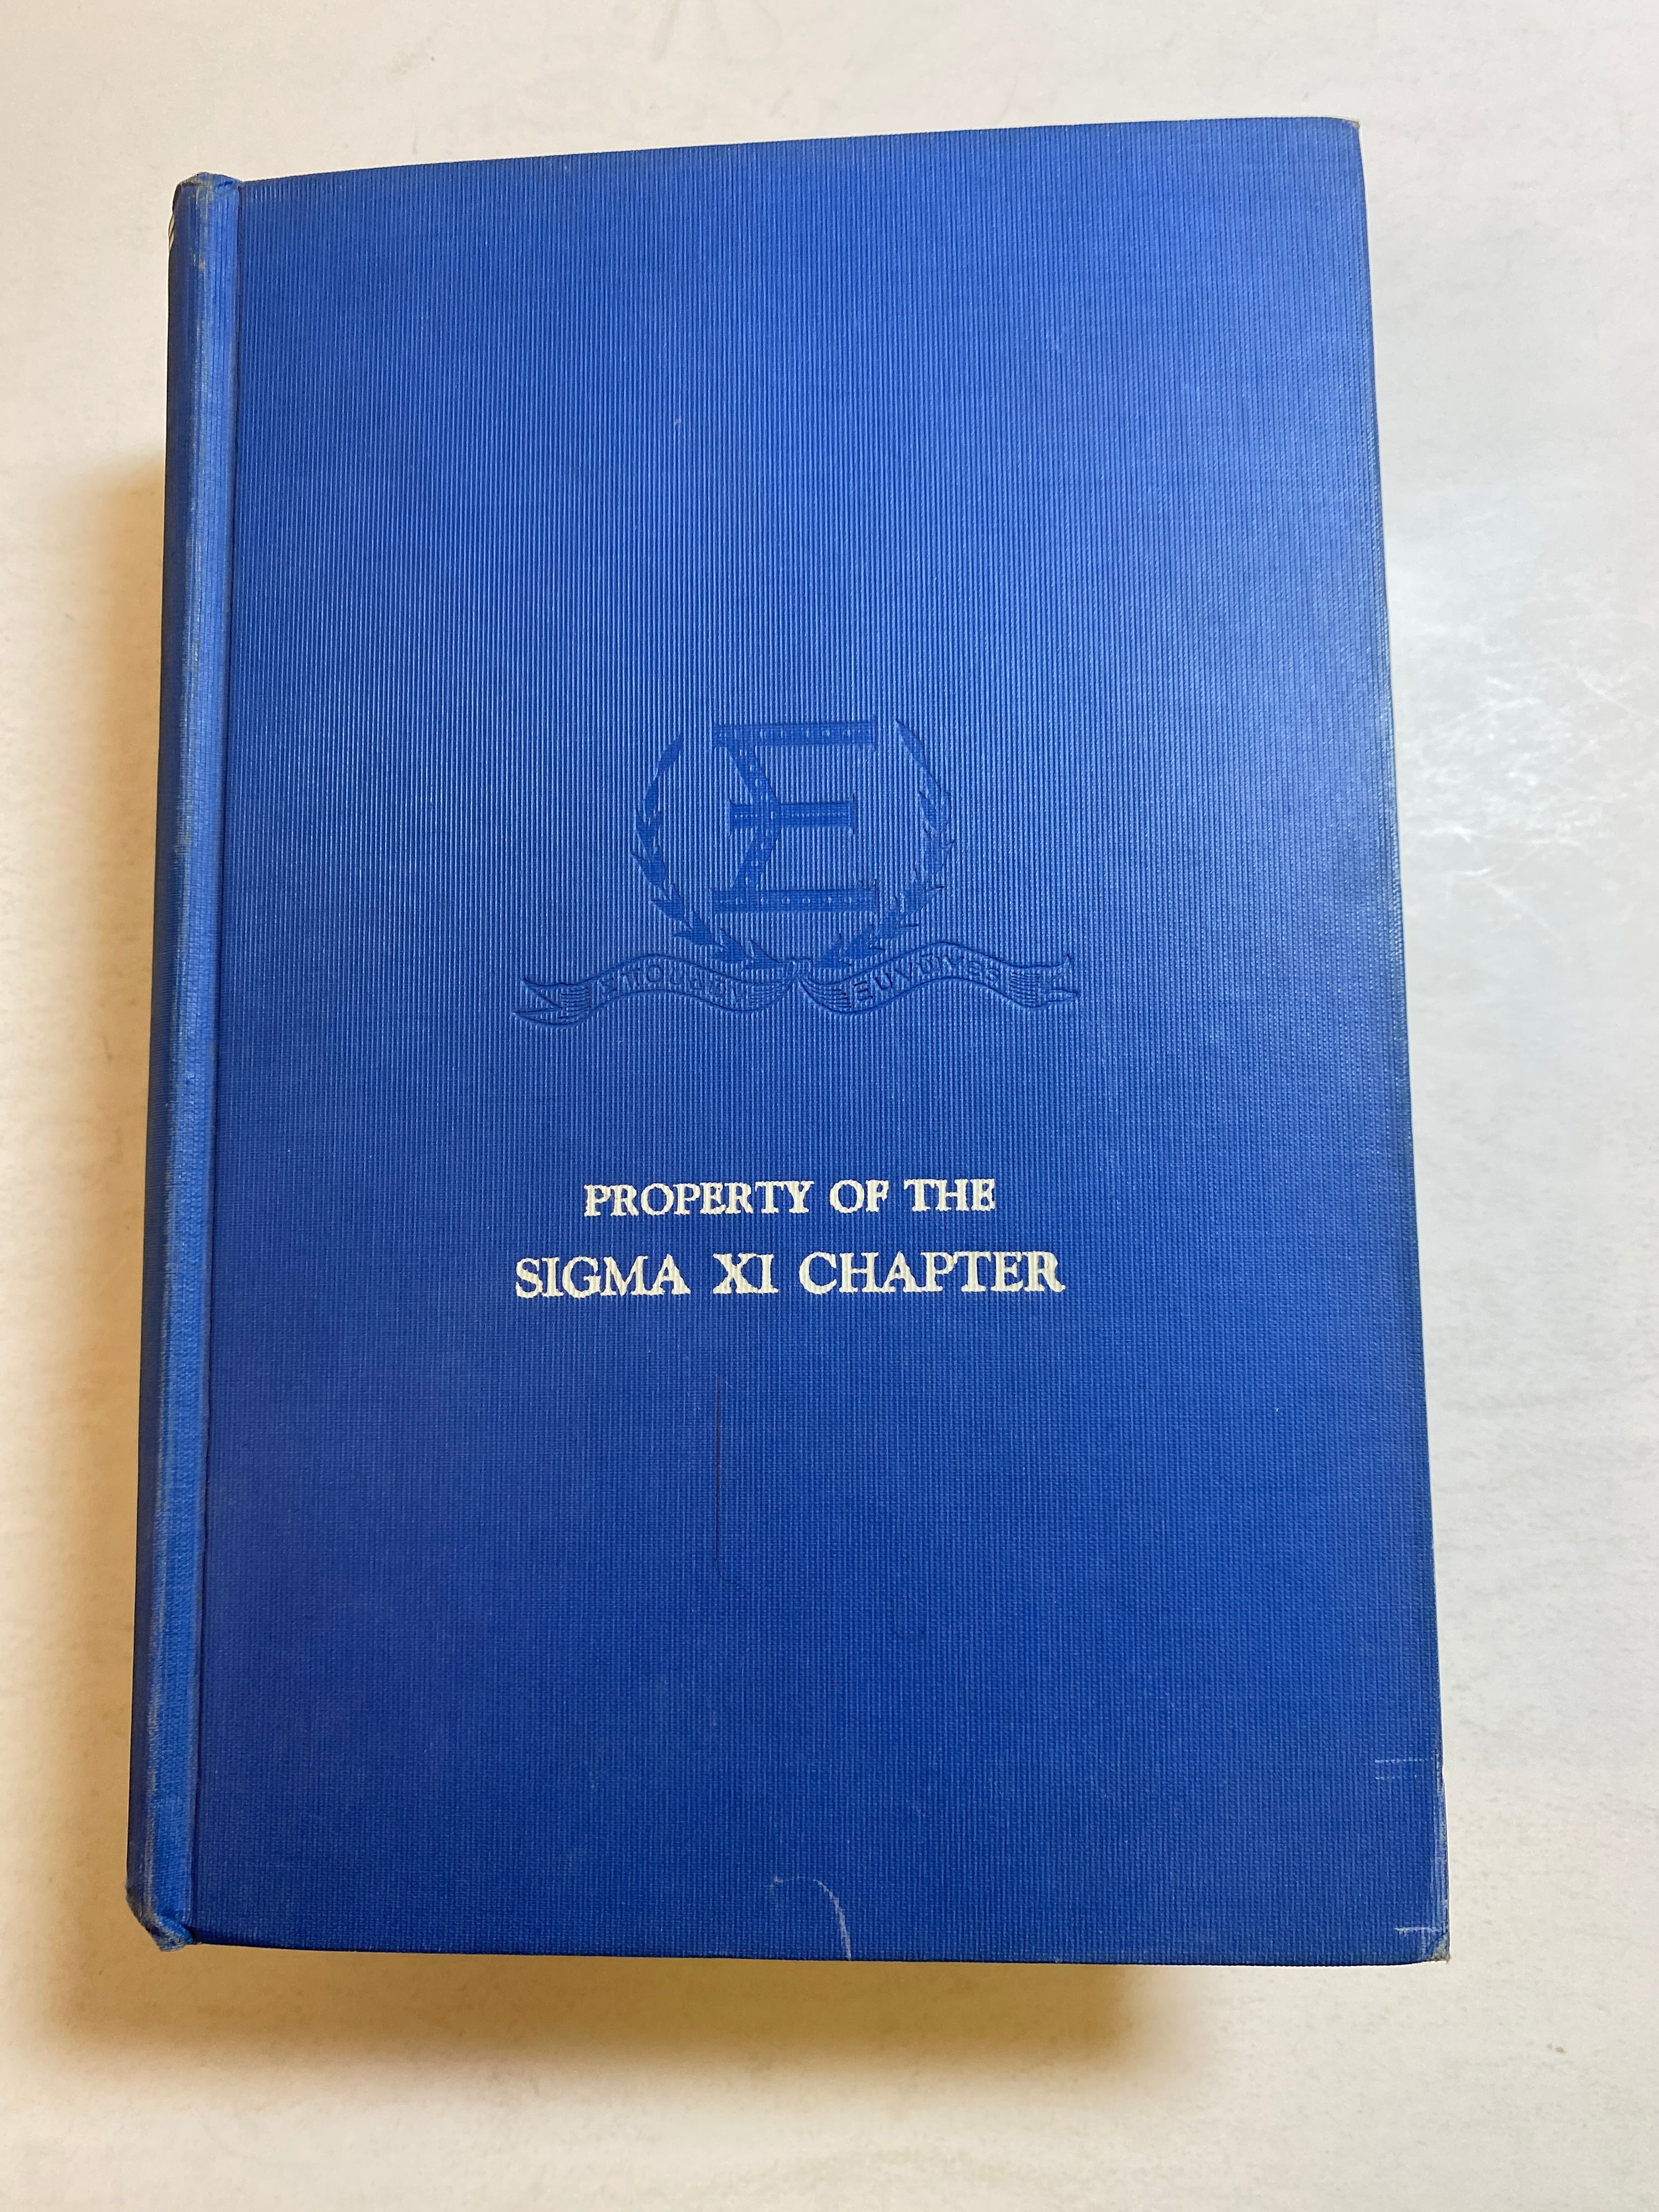 PROPERTY OF THE
SIGMA XI CHAPTER